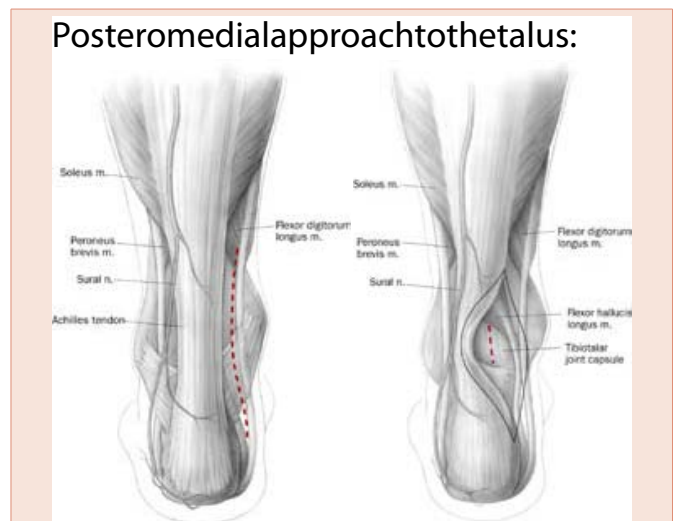 Posteromedialapproachtothetalus:
Soleus m.
Flexor digitorum
longus m.
Peroneus
brevis m.
Sural n.
Achilles tendon
Soleus m.
Flexor digitorum
longus m.
Peroneus
brevis m.
Sural n.
Flexor hallucis
longus m.
Tibiotalar
joint capsule